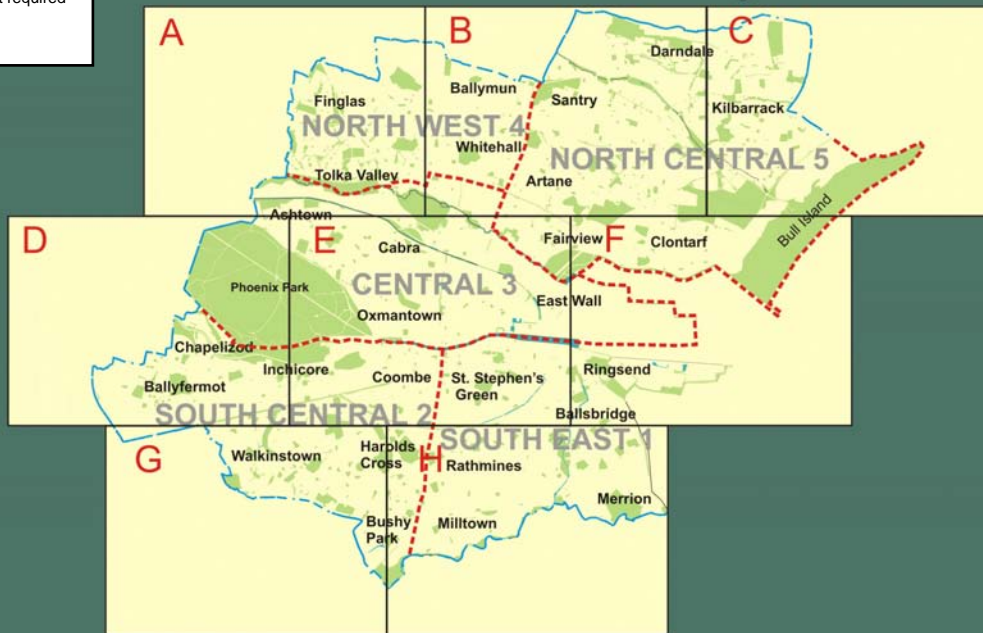 required
A
B
C
Darndale
Ballymun
Finglas
Santry
Kilbarrack
NORTH WEST 4
Whitehall
NORTH CENTRAL 5
Tolka Valley
Artane
Ashtown
Bull Island
D
E
F
Cabra
Fairview
Clontarf
Phoenix Park
CENTRAL 3
East Wall
Oxmantown
Chapelizod
Inchicore
Ringsend
Coombe
St. Stephen's
Green
Ballyfermot
SOUTH CENTRAL 2
Ballsbridge
SOUTH EAST 1
G
H
Walkinstown
Harolds
Cross
Rathmines
Merrion
Bushy
Park
Milltown